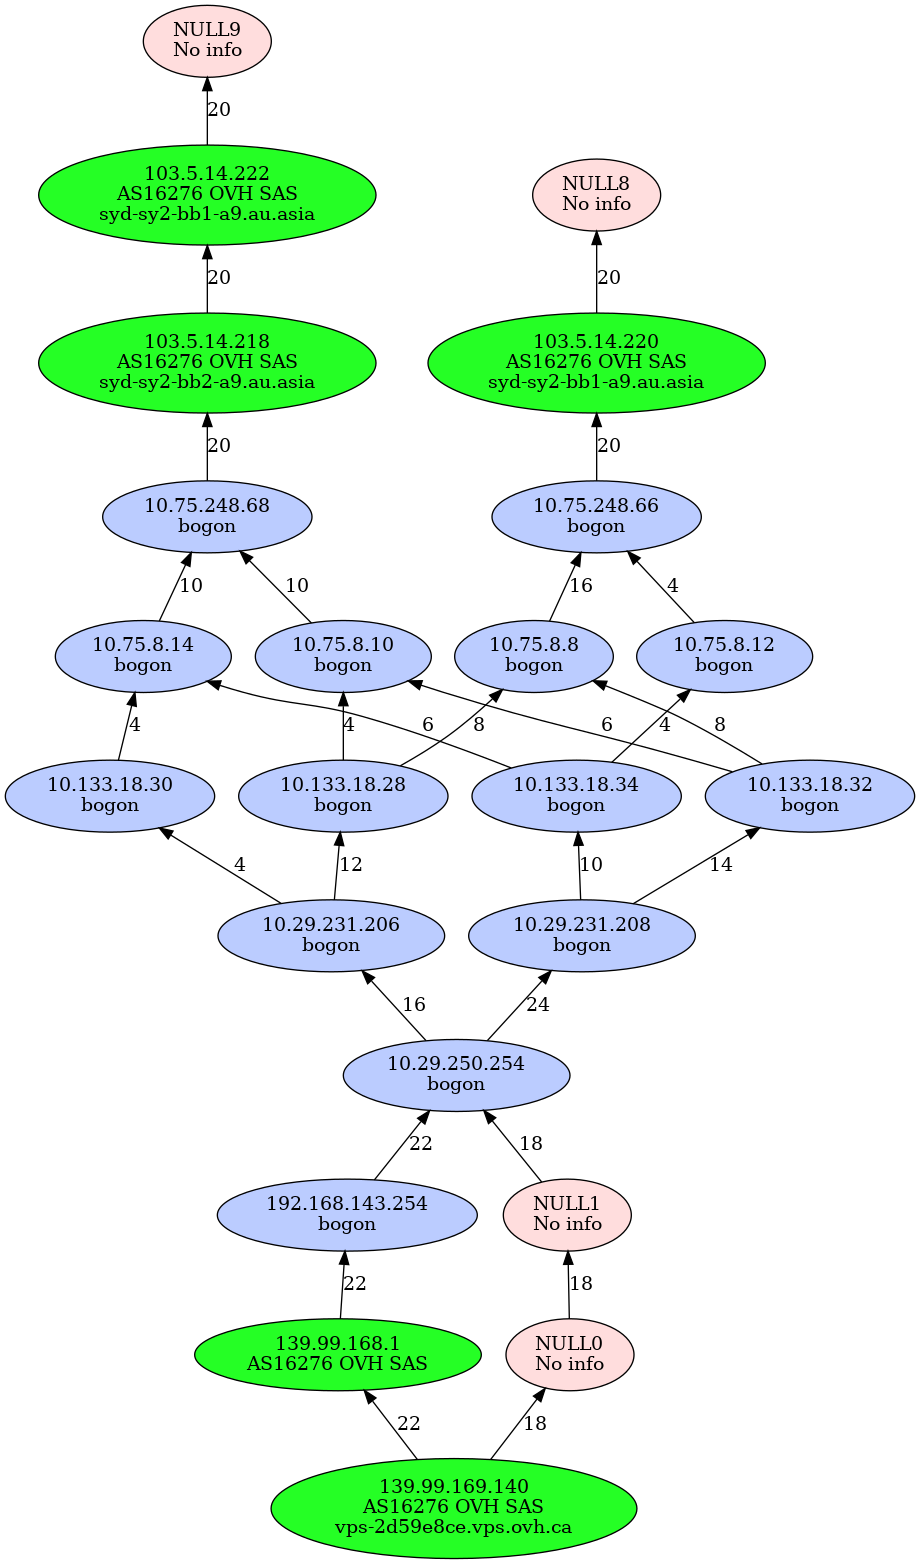 NULL9
No info
20
103.5.14.222
AS16276 OVH SAS
syd-sy2-bb1-a9.au.asia
NULL8
No info
20
20
103.5.14.218
AS16276 OVH SAS
syd-sy2-bb2-a9.au.asia
103.5.14.220
AS16276 OVH SAS
syd-sy2-bb1-a9.au.asia
20
20
10.75.248.68
bogon
10.75.248.66
bogon
10
10
16
4
10.75.8.14
bogon
10.75.8.10
bogon
10.75.8.8
bogon
10.75.8.12
bogon
4
4
6
8
6
4
8
10.133.18.30
bogon
10.133.18.28
bogon
10.133.18.34
bogon
10.133.18.32
bogon
4
12
10
14
10.29.231.206
bogon
10.29.231.208
bogon
16
24
10.29.250.254
bogon
22
18
192.168.143.254
bogon
NULL1
No info
22
18
139.99.168.1
AS16276 OVH SAS
NULL0
No info
22
18
139.99.169.140
AS16276 OVH SAS
vps-2d59e8ce.vps.ovh.ca